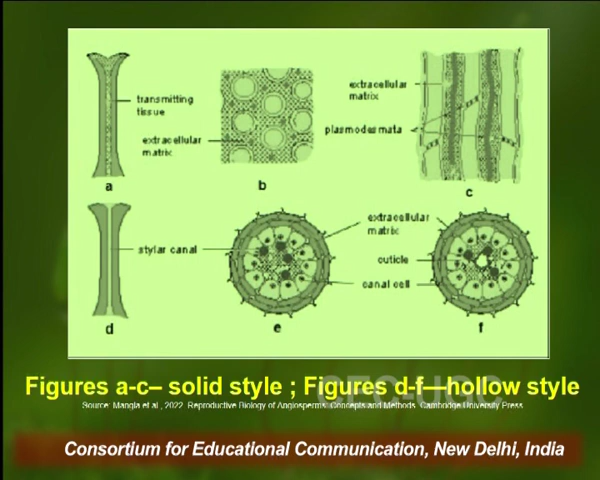 transmitting
tissue
extracellular
matrix
a
b
extracellular
matrix
plasmodesmata
c
stylar canal
d
e
extracellular
matrix
cuticle
canal cell
f
CEC-UGC
Figures a-c– solid style ; Figures d-f—hollow style
Source: Mangla et al., 2022. Reproductive Biology of Angiosperms: Concepts and Methods. Cambridge University Press
Consortium for Educational Communication, New Delhi, India